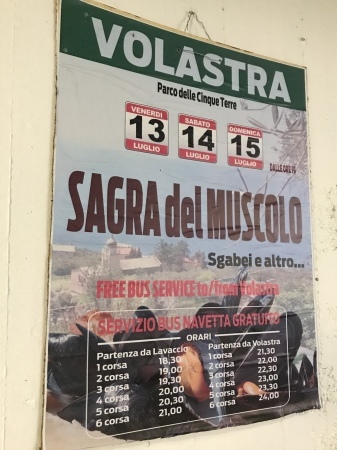 VOLASTRA
Parco delle Cinque Terre
VENERDI 13 LUGLIO
SABATO 14 LUGLIO
DOMENICA 15 LUGLIO
DALLE ORE 19
SAGRA del MUSCOLO
Sgabei e altro...
FREE BUS SERVICE to/from Volastra
SERVIZIO BUS NAVETTA GRATUITO
ORARI
Partenza da Lavaccio
1 corsa 18,30
2 corsa 19,00
3 corsa 19,30
4 corsa 20,00
5 corsa 20,30
6 corsa 21,00
Partenza da Volastra
1 corsa 21,30
2 corsa 22,00
3 corsa 22,30
4 corsa 23,00
5 corsa 23,30
6 corsa 24,00